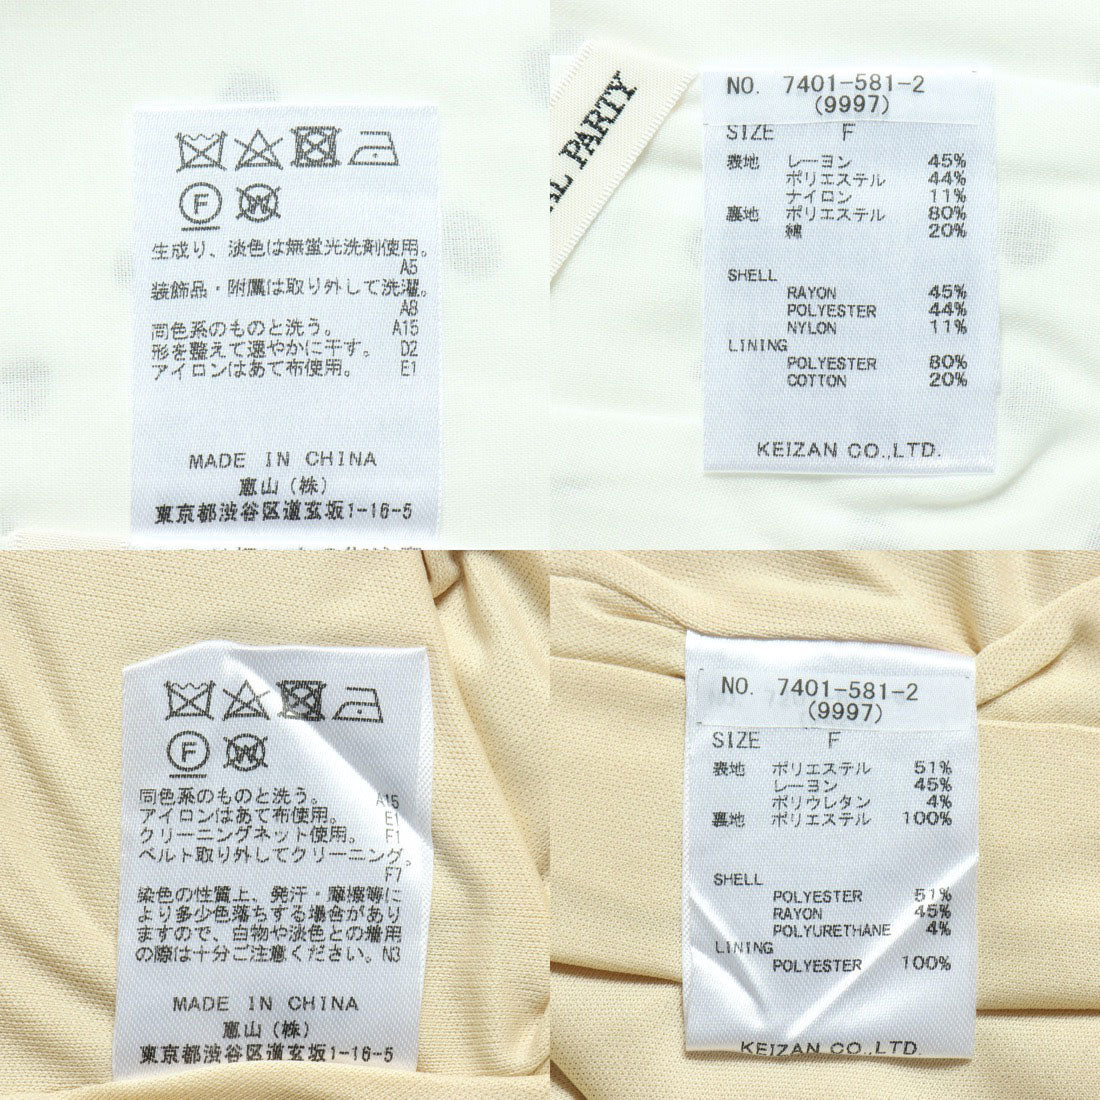 F
W
生成り、淡色は無蛍光洗剤使用。
A5
装飾品・附属は取り外して洗濯。
A8
同色系のものと洗う。 A15
形を整えて速やかに干す。 D2
アイロンはあて布使用。 E1
MADE IN CHINA
恵山(株)
東京都渋谷区道玄坂1-16-5
AL PARTY
NO. 7401-581-2
(9997)
SIZE F
表地 レーヨン 45%
ポリエステル 44%
ナイロン 11%
裏地 ポリエステル 80%
綿 20%
SHELL
RAYON 45%
POLYESTER 44%
NYLON 11%
LINING
POLYESTER 80%
COTTON 20%
KEIZAN CO.,LTD.
F
W
同色系のものと洗う。 A15
アイロンはあて布使用。 E1
クリーニングネット使用。 F1
ベルト取り外してクリーニング。
F7
染色の性質上、発汗・摩擦等に
より多少色落ちする場合があり
ますので、白物や淡色との着用
の際は十分ご注意ください。N3
MADE IN CHINA
恵山(株)
東京都渋谷区道玄坂1-16-5
NO. 7401-581-2
(9997)
SIZE F
表地 ポリエステル 51%
レーヨン 45%
ポリウレタン 4%
裏地 ポリエステル 100%
SHELL
POLYESTER 51%
RAYON 45%
POLYURETHANE 4%
LINING
POLYESTER 100%
KEIZAN CO.,LTD.